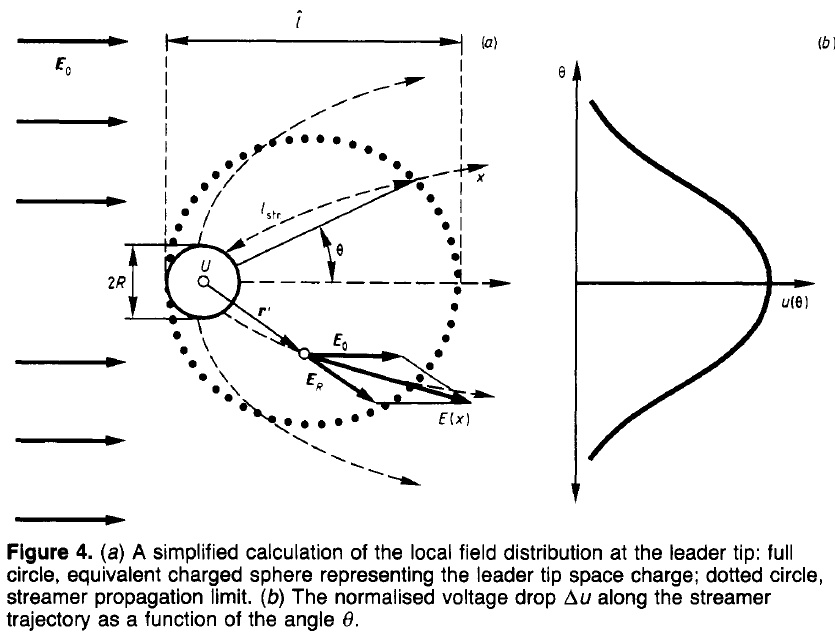 l̂
(a)
(b)
E₀
θ
x
lstr
θ
U
2R
r'
u(θ)
E₀
E_R
E(x)
Figure 4. (a) A simplified calculation of the local field distribution at the leader tip: full
circle, equivalent charged sphere representing the leader tip space charge; dotted circle,
streamer propagation limit. (b) The normalised voltage drop Δu along the streamer
trajectory as a function of the angle θ.